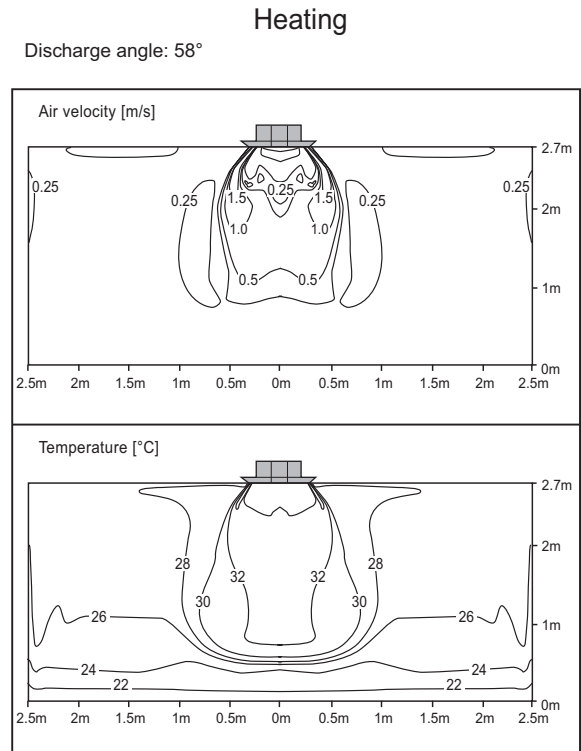 Heating
Discharge angle: 58°
Air velocity [m/s]
2.7m
0.25 0.25 0.25 0.25 0.25
1.5 1.5
2m
1.0 1.0
0.5 0.5
1m
0m
2.5m 2m 1.5m 1m 0.5m 0m 0.5m 1m 1.5m 2m 2.5m
Temperature [°C]
2.7m
2m
28 28
32 32
30 30
26 26
1m
24 24
22 22
0m
2.5m 2m 1.5m 1m 0.5m 0m 0.5m 1m 1.5m 2m 2.5m